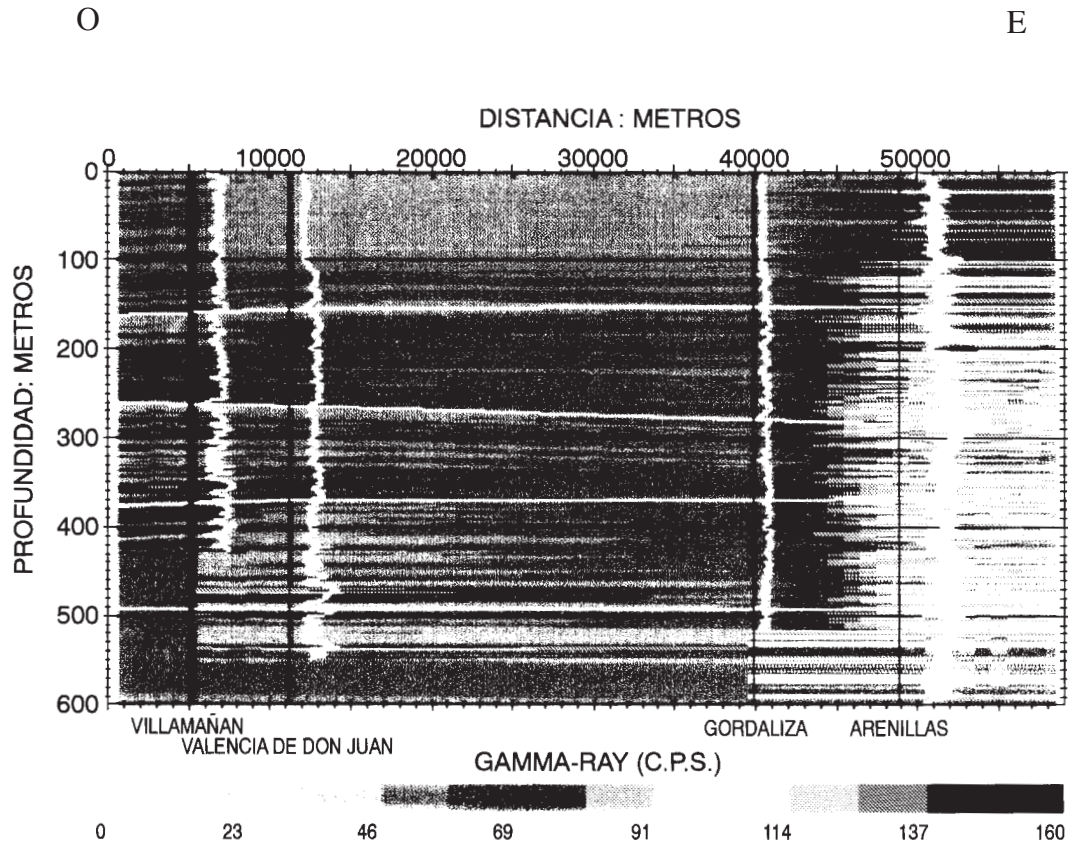 O E
DISTANCIA : METROS
0 10000 20000 30000 40000 50000
PROFUNDIDAD: METROS
0
100
200
300
400
500
600
VILLAMAÑAN
VALENCIA DE DON JUAN
GORDALIZA ARENILLAS
GAMMA-RAY (C.P.S.)
0 23 46 69 91 114 137 160